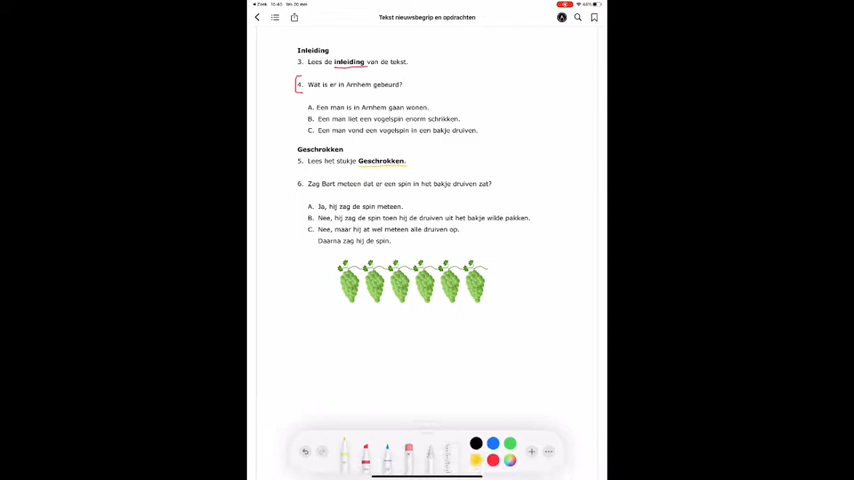 Tekst nieuwsbegrip en opdrachten
Inleiding
3. Lees de inleiding van de tekst.
4. Wat is er in Arnhem gebeurd?
A. Een man is in Arnhem gaan wonen.
B. Een man liet een vogelspin enorm schrikken.
C. Een man vond een vogelspin in een bakje druiven.
Geschrokken
5. Lees het stukje Geschrokken.
6. Zag Bart meteen dat er een spin in het bakje druiven zat?
A. Ja, hij zag de spin meteen.
B. Nee, hij zag de spin toen hij de druiven uit het bakje wilde pakken.
C. Nee, maar hij at wel meteen alle druiven op.
Daarna zag hij de spin.